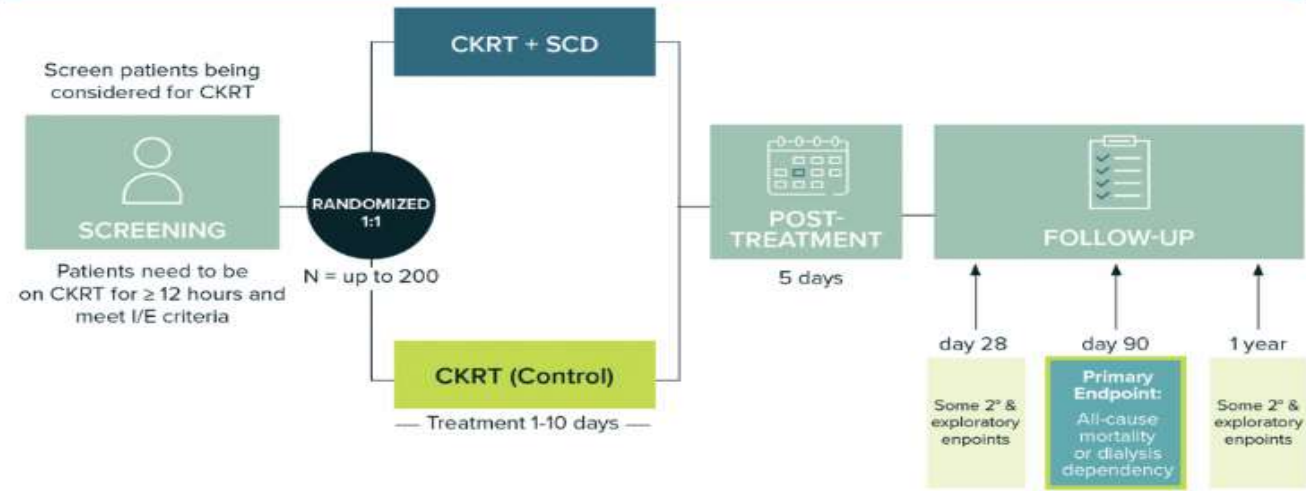 Screen patients being
considered for CKRT
SCREENING
Patients need to be
on CKRT for ≥ 12 hours and
meet I/E criteria
RANDOMIZED
1:1
N = up to 200
CKRT + SCD
CKRT (Control)
Treatment 1-10 days
POST-
TREATMENT
5 days
FOLLOW-UP
day 28
Some 2° &
exploratory
enpoints
day 90
Primary
Endpoint:
All-cause
mortality
or dialysis
dependency
1 year
Some 2° &
exploratory
enpoints